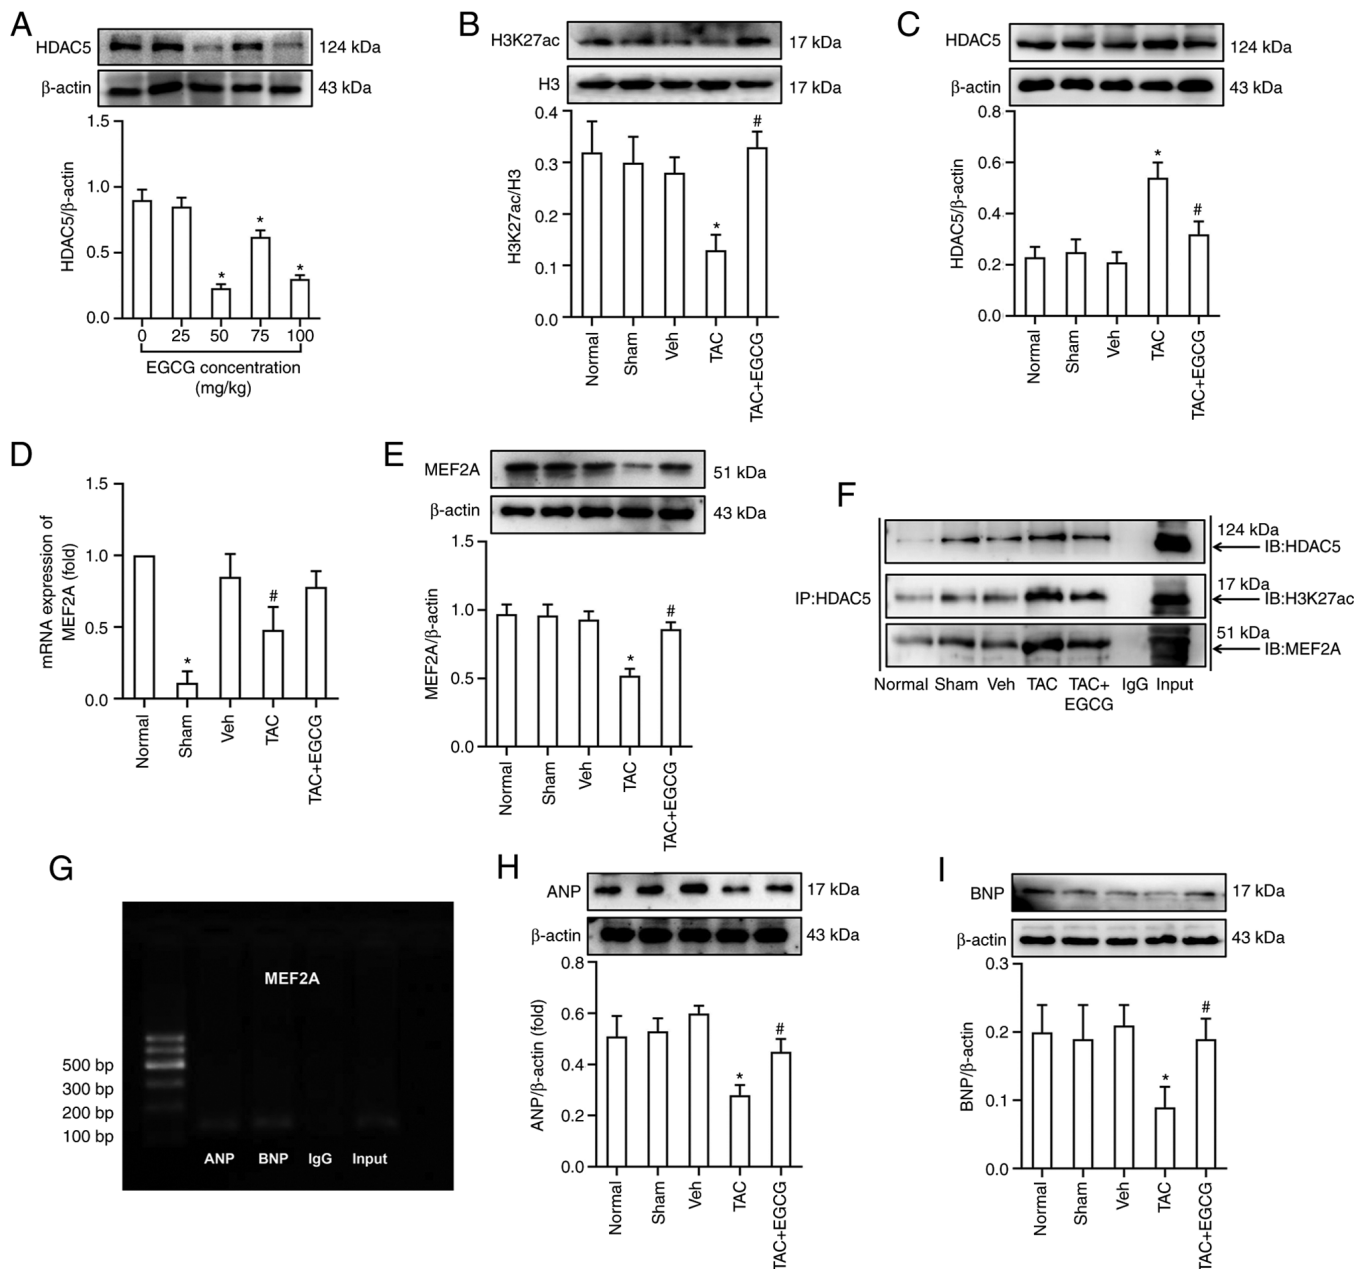 A
HDAC5
124 kDa
β-actin
43 kDa
1.5
1.0
0.5
0.0
HDAC5/β-actin
*
*
*
0 25 50 75 100
EGCG concentration
(mg/kg)
B
H3K27ac
17 kDa
H3
17 kDa
0.4
0.3
0.2
0.1
0.0
H3K27ac/H3
*
#
Normal
Sham
Veh
TAC
TAC+EGCG
C
HDAC5
124 kDa
β-actin
43 kDa
0.8
0.6
0.4
0.2
0.0
HDAC5/β-actin
*
#
Normal
Sham
Veh
TAC
TAC+EGCG
D
1.5
1.0
0.5
0.0
mRNA expression of
MEF2A (fold)
*
#
Normal
Sham
Veh
TAC
TAC+EGCG
E
MEF2A
51 kDa
β-actin
43 kDa
1.5
1.0
0.5
0.0
MEF2A/β-actin
*
#
Normal
Sham
Veh
TAC
TAC+EGCG
F
124 kDa
IB:HDAC5
IP:HDAC5
17 kDa
IB:H3K27ac
51 kDa
IB:MEF2A
Normal Sham Veh TAC TAC+ IgG Input
EGCG
G
MEF2A
500 bp
300 bp
200 bp
100 bp
ANP BNP IgG Input
H
ANP
17 kDa
β-actin
43 kDa
0.8
0.6
0.4
0.2
0.0
ANP/β-actin (fold)
*
#
Normal
Sham
Veh
TAC
TAC+EGCG
I
BNP
17 kDa
β-actin
43 kDa
0.3
0.2
0.1
0.0
BNP/β-actin
*
#
Normal
Sham
Veh
TAC
TAC+EGCG